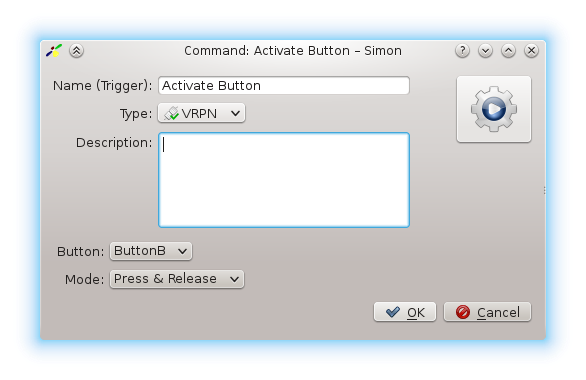 Command: Activate Button – Simon
Name (Trigger): Activate Button
Type: VRPN
Description:
Button: ButtonB
Mode: Press & Release
OK Cancel